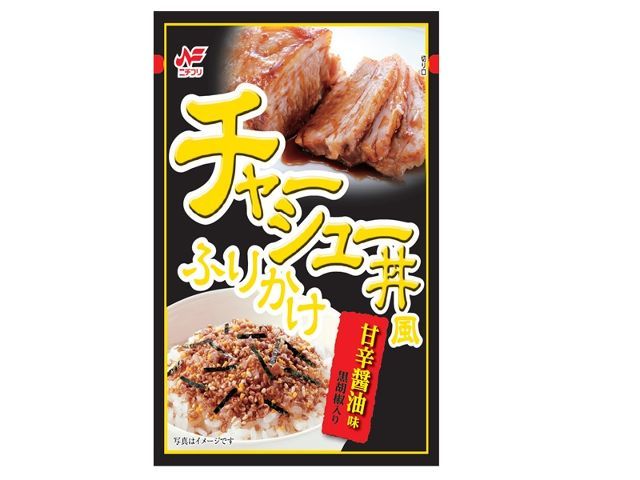 NF
ニチフリ
切り口
チャーシュー丼風
ふりかけ
甘辛醤油味
黒胡椒入り
写真はイメージです